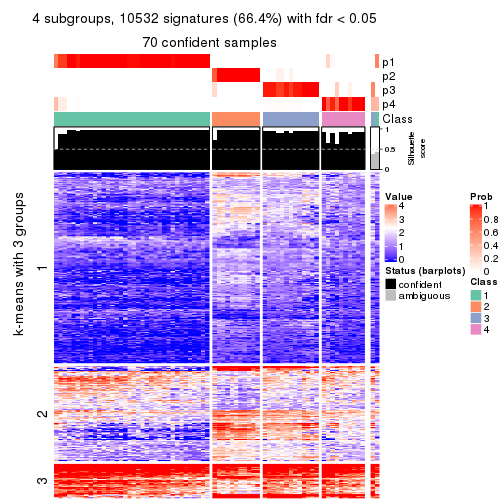 4 subgroups, 10532 signatures (66.4%) with fdr < 0.05
70 confident samples
p1
p2
p3
p4
Class
1
0.5
0
Silhouette
score
k-means with 3 groups
1
2
3
Value
4
3
2
1
0
Status (barplots)
confident
ambiguous
Prob
1
0.8
0.6
0.4
0.2
0
Class
1
2
3
4